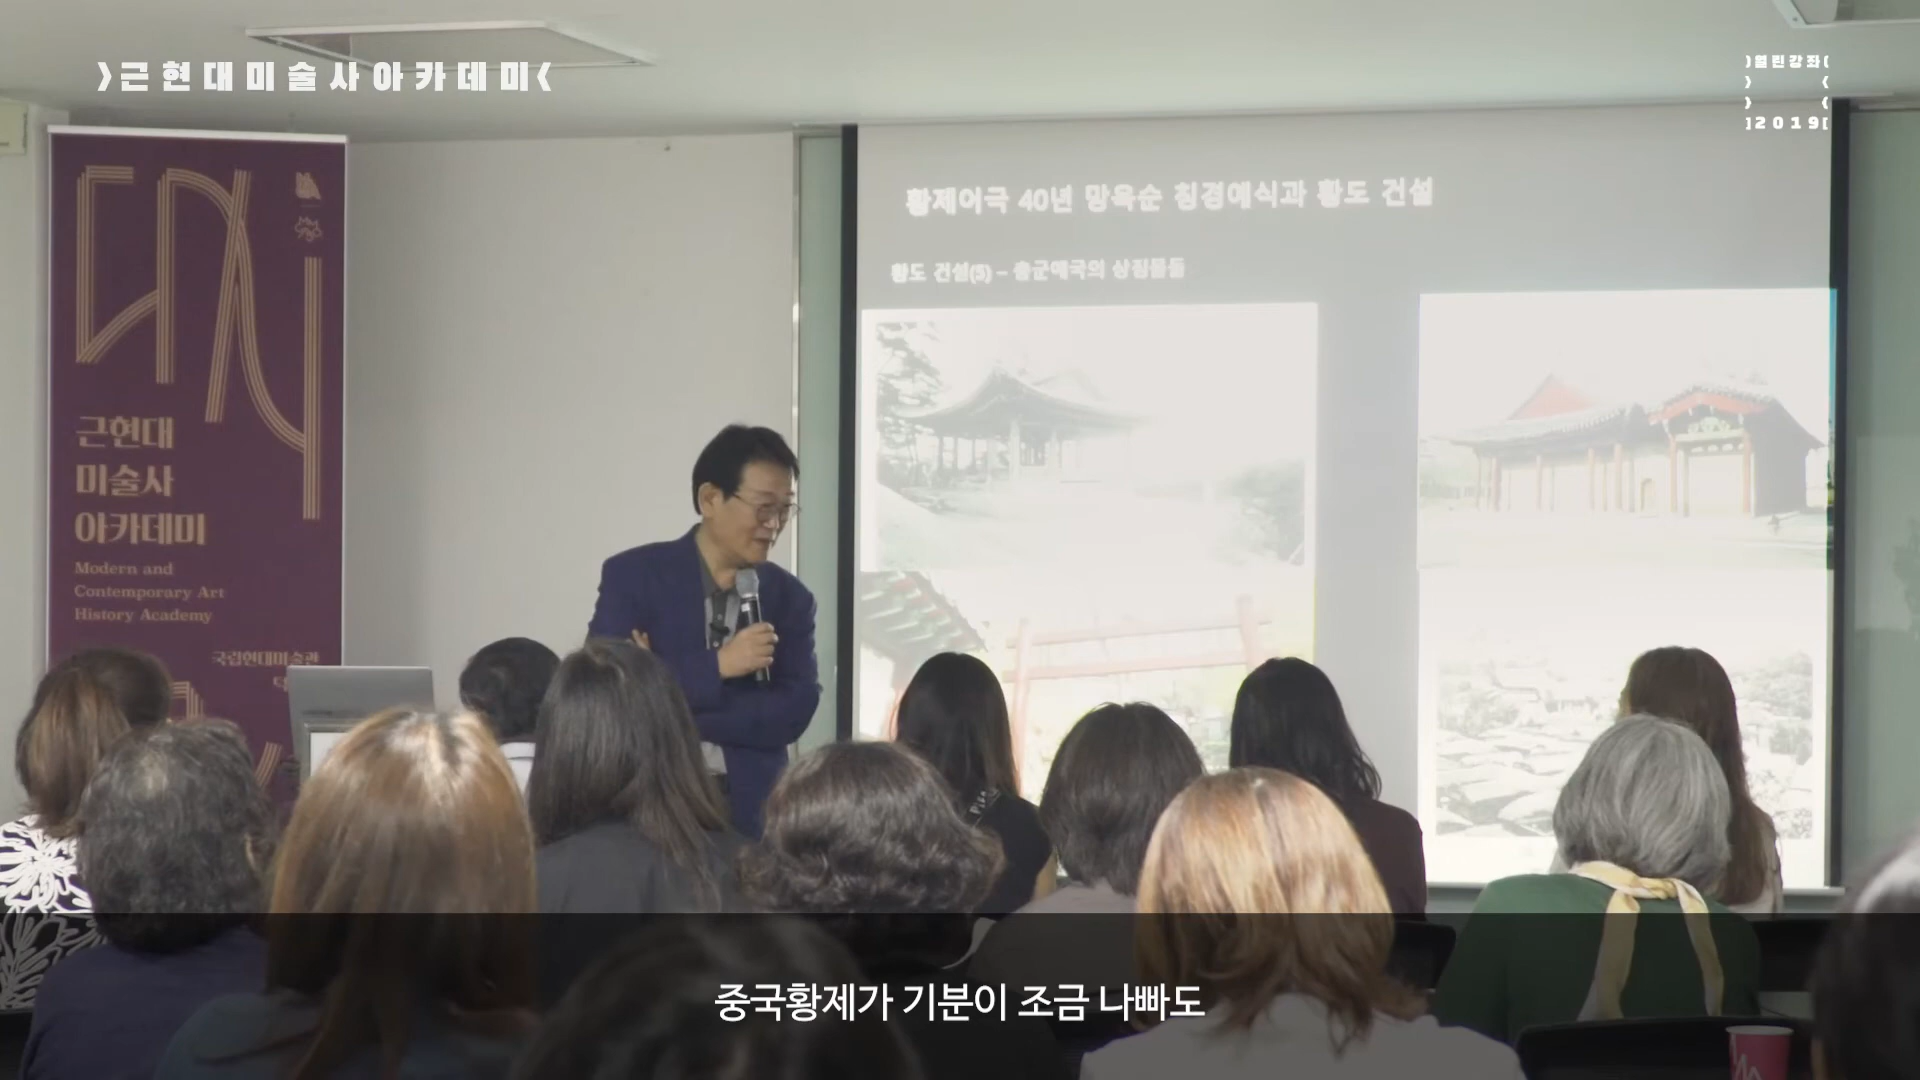 }근현대미술사아카데미{
}열린강좌{
]2019[
다시
근현대
미술사
아카데미
Modern and
Contemporary Art
History Academy
국립현대미술관
황제어극 40년 망육순 칭경예식과 황도 건설
황도 건설(5) – 충군애국의 상징물들
중국황제가 기분이 조금 나빠도